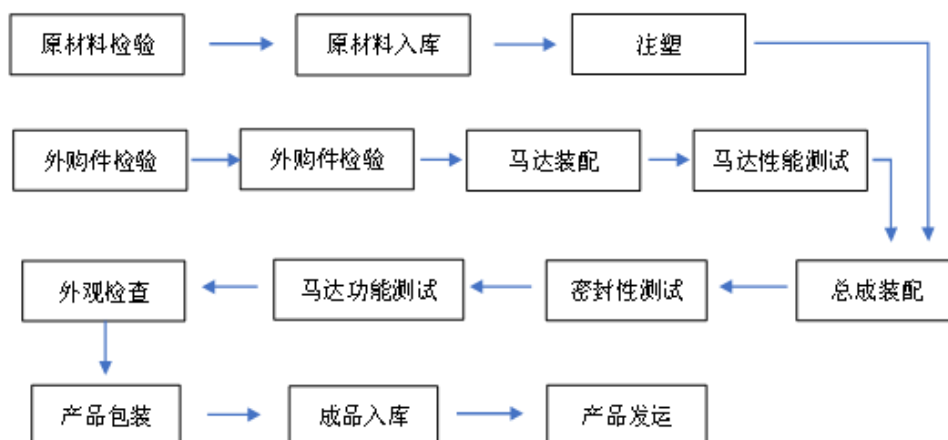 原材料检验
原材料入库
注塑
外购件检验
外购件检验
马达装配
马达性能测试
外观检查
马达功能测试
密封性测试
总成装配
产品包装
成品入库
产品发运